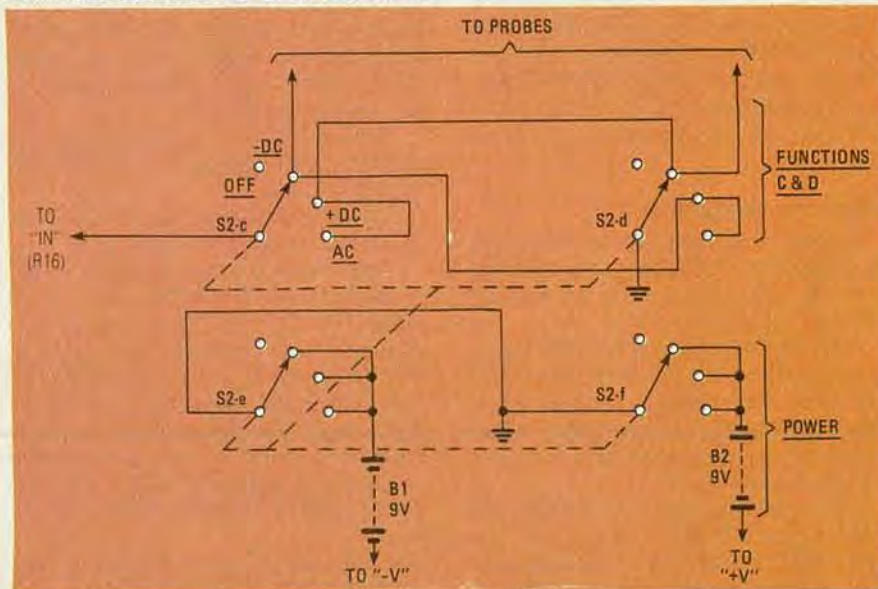 TO PROBES
-DC
OFF
+DC
AC
S2-c
TO
"IN"
(R16)
S2-d
FUNCTIONS
C & D
S2-e
S2-f
POWER
B1
9V
B2
9V
TO "-V"
TO
"+V"